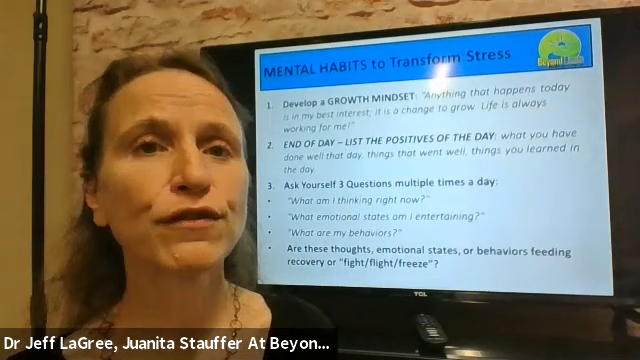 MENTAL HABITS to Transform Stress
Beyond
1. Develop a GROWTH MINDSET: "Anything that happens today
is in my best interest; it is a change to grow. Life is always
working for me!"
2. END OF DAY – LIST THE POSITIVES OF THE DAY: what you have
done well that day, things that went well, things you learned in
the day
3. Ask Yourself 3 Questions multiple times a day:
• "What am I thinking right now?"
• "What emotional states am I entertaining?"
• "What are my behaviors?"
• Are these thoughts, emotional states, or behaviors feeding
recovery or "fight/flight/freeze"?
TCL
Dr Jeff LaGree, Juanita Stauffer At Beyon...